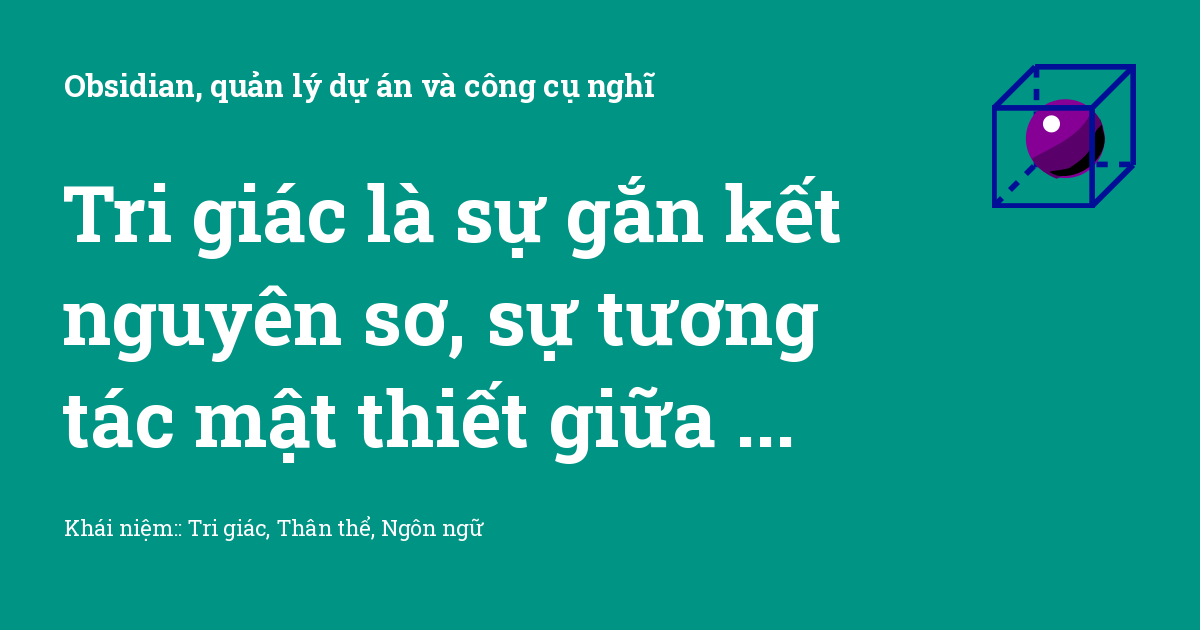 Obsidian, quản lý dự án và công cụ nghĩ
Tri giác là sự gắn kết
nguyên sơ, sự tương
tác mật thiết giữa ...
Khái niệm:: Tri giác, Thân thể, Ngôn ngữ